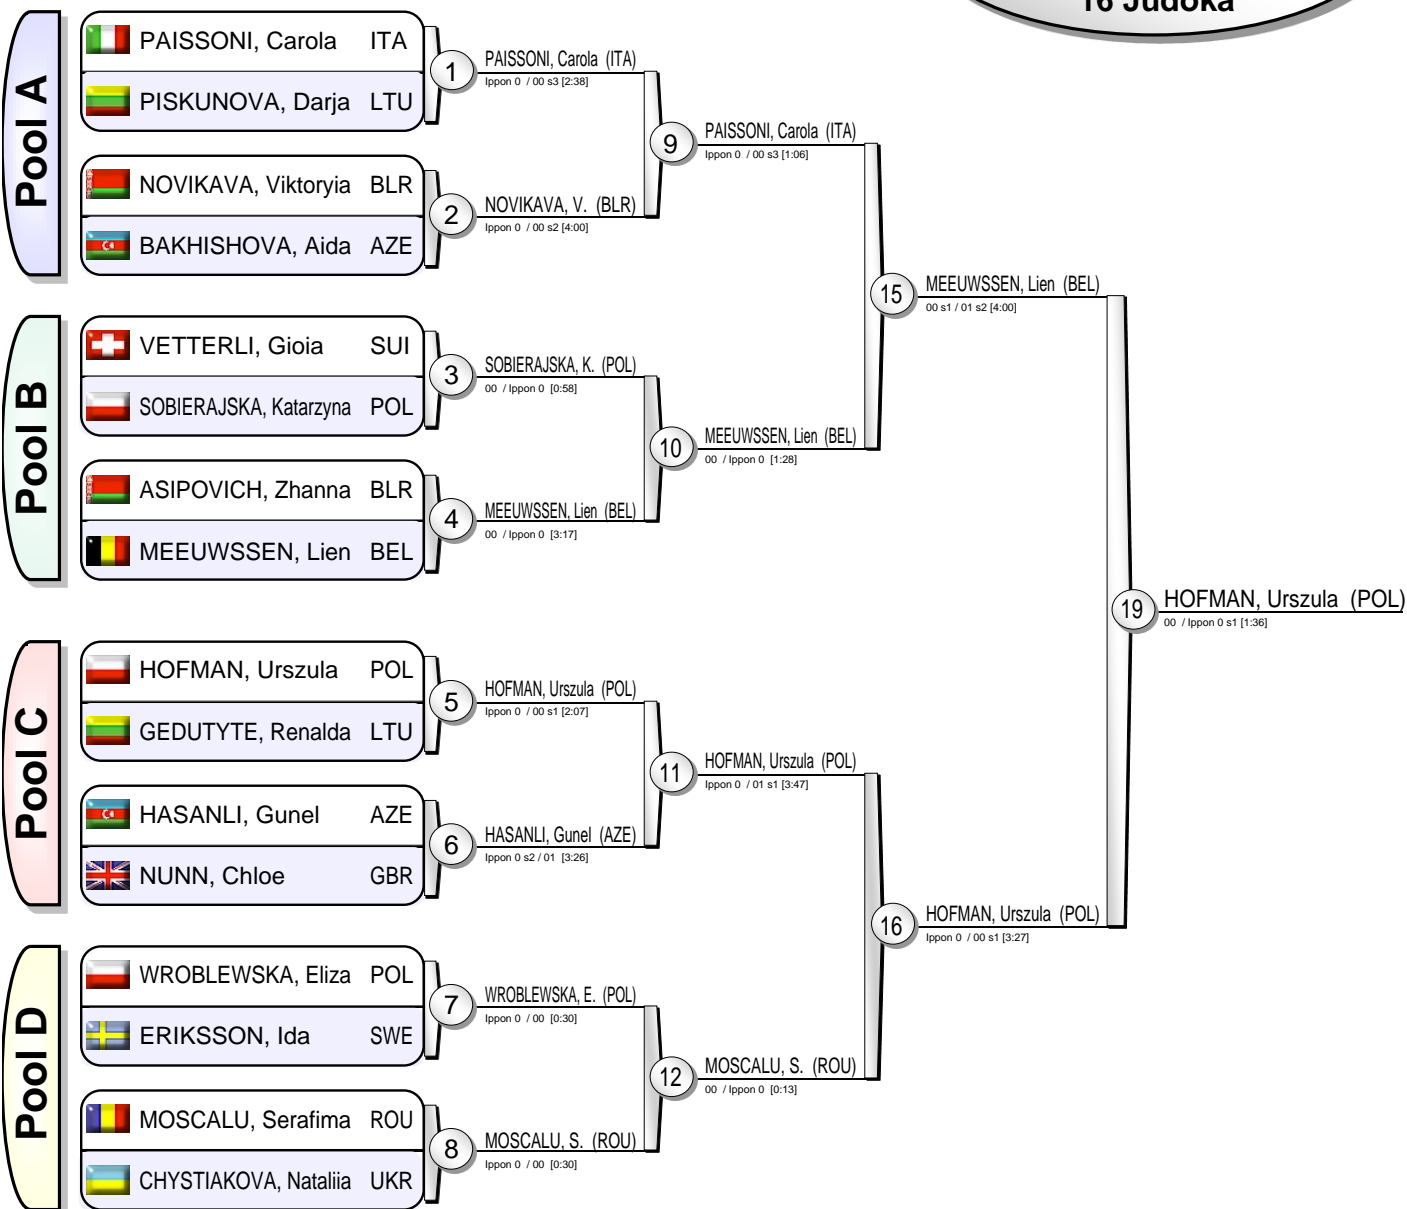 16 Judoka
Pool A
PAISSONI, Carola ITA
PISKUNOVA, Darja LTU
1
PAISSONI, Carola (ITA)
Ippon 0 / 00 s3 [2:38]
NOVIKAVA, Viktoryia BLR
BAKHISHOVA, Aida AZE
2
NOVIKAVA, V. (BLR)
Ippon 0 / 00 s2 [4:00]
9
PAISSONI, Carola (ITA)
Ippon 0 / 00 s3 [1:06]
Pool B
VETTERLI, Gioia SUI
SOBIERAJSKA, Katarzyna POL
3
SOBIERAJSKA, K. (POL)
00 / Ippon 0 [0:58]
ASIPOVICH, Zhanna BLR
MEEUWSSEN, Lien BEL
4
MEEUWSSEN, Lien (BEL)
00 / Ippon 0 [3:17]
10
MEEUWSSEN, Lien (BEL)
00 / Ippon 0 [1:28]
15
MEEUWSSEN, Lien (BEL)
00 s1 / 01 s2 [4:00]
Pool C
HOFMAN, Urszula POL
GEDUTYTE, Renalda LTU
5
HOFMAN, Urszula (POL)
Ippon 0 / 00 s1 [2:07]
HASANLI, Gunel AZE
NUNN, Chloe GBR
6
HASANLI, Gunel (AZE)
Ippon 0 s2 / 01 [3:26]
11
HOFMAN, Urszula (POL)
Ippon 0 / 01 s1 [3:47]
Pool D
WROBLEWSKA, Eliza POL
ERIKSSON, Ida SWE
7
WROBLEWSKA, E. (POL)
Ippon 0 / 00 [0:30]
MOSCALU, Serafima ROU
CHYSTIAKOVA, Nataliia UKR
8
MOSCALU, S. (ROU)
Ippon 0 / 00 [0:30]
12
MOSCALU, S. (ROU)
00 / Ippon 0 [0:13]
16
HOFMAN, Urszula (POL)
Ippon 0 / 00 s1 [3:27]
19
HOFMAN, Urszula (POL)
00 / Ippon 0 s1 [1:36]